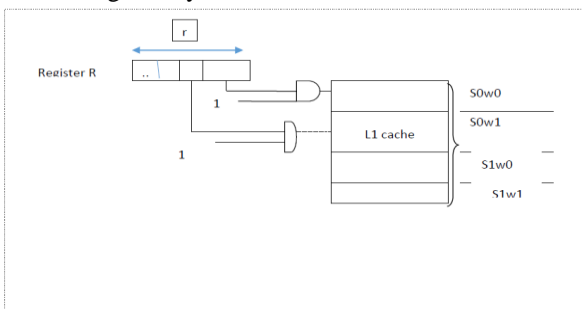 r
Register R
.. \
1
S0w0
S0w1
L1 cache
1
S1w0
S1w1